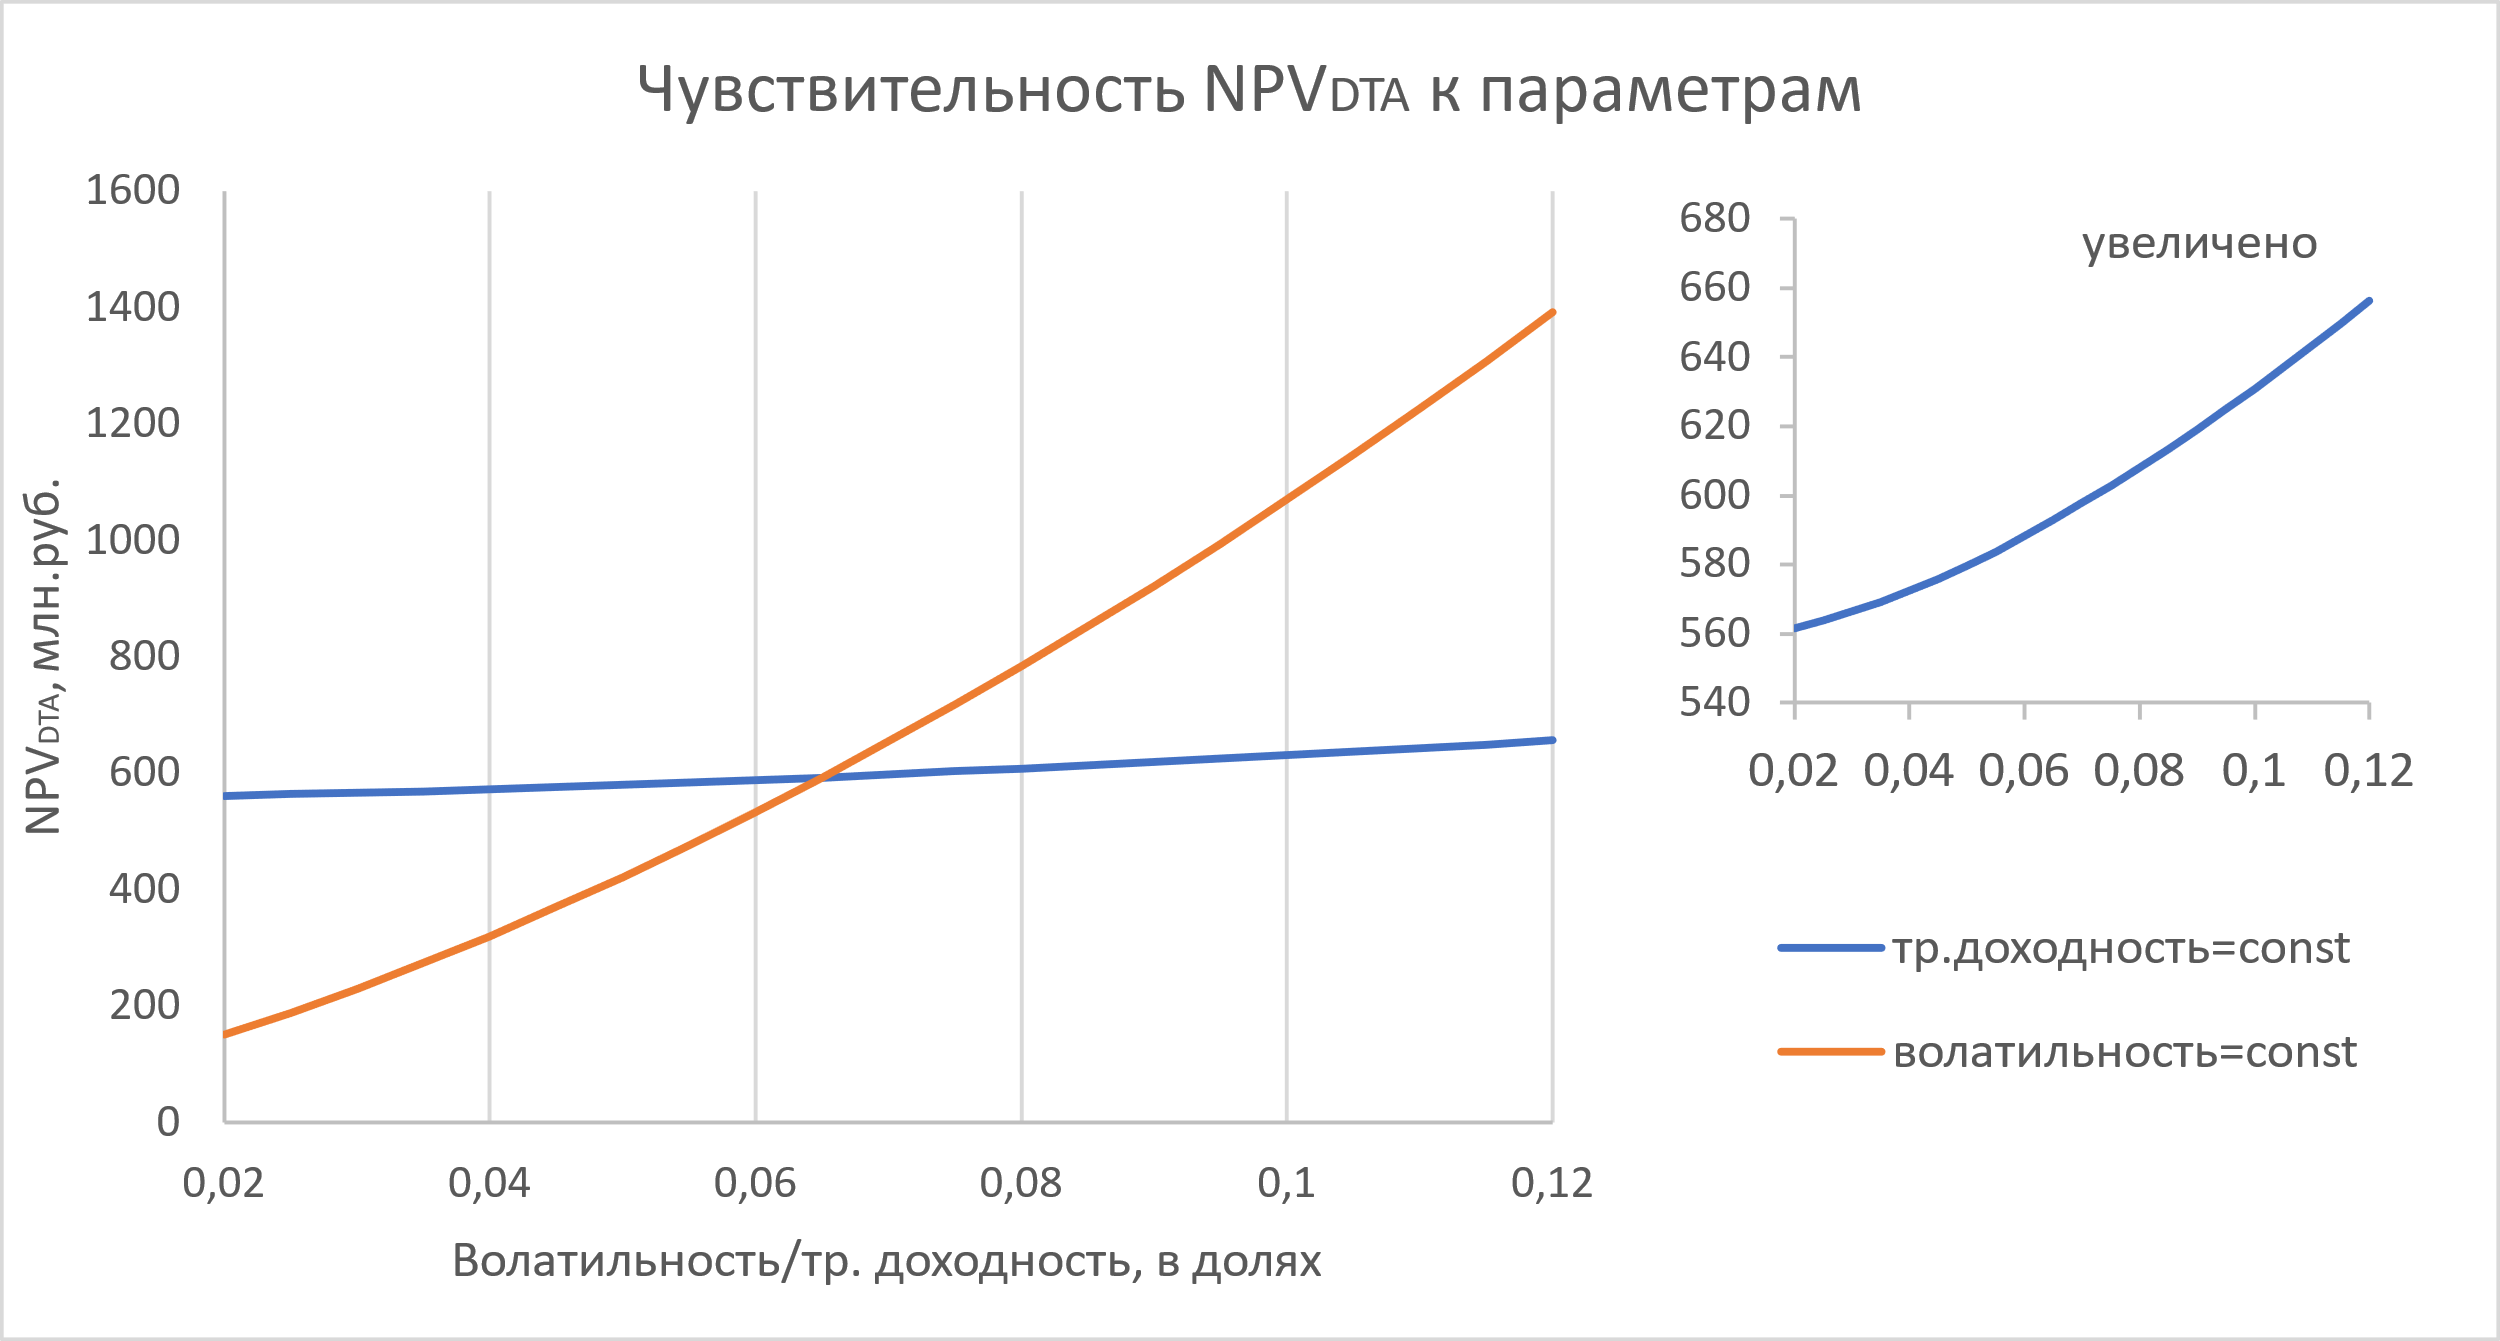 Чувствительность NPVDTA к параметрам
NPVDTA, млн.руб.
1600
1400
1200
1000
800
600
400
200
0
0,02 0,04 0,06 0,08 0,1 0,12
Волатильность/тр. доходность, в долях
увеличено
680
660
640
620
600
580
560
540
0,02 0,04 0,06 0,08 0,1 0,12
тр.доходность=const
волатильность=const